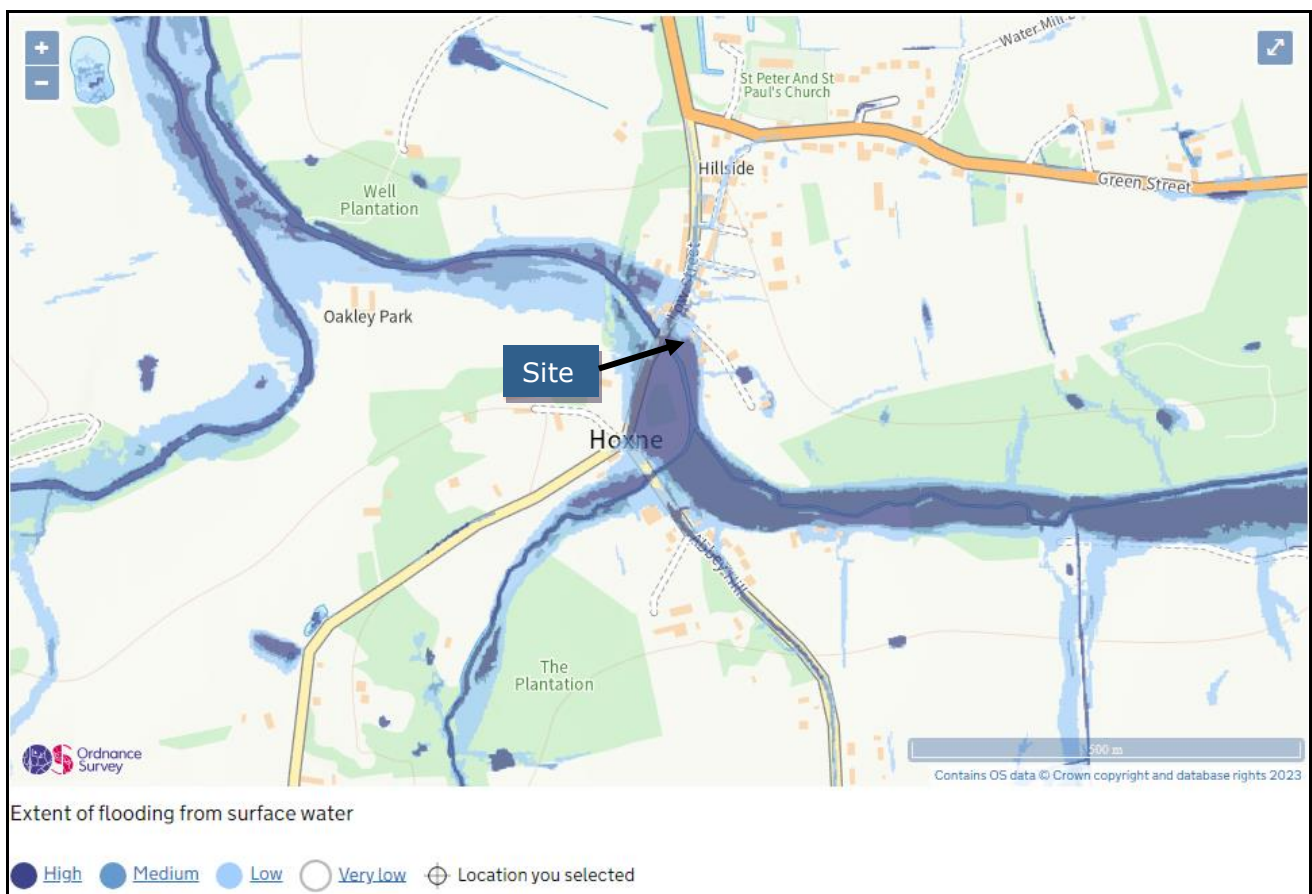 +
−
Water Mill
St Peter And St
Paul's Church
Hillside
Green Street
Well
Plantation
Oakley Park
Site
Hoxne
Abbey Hill
The
Plantation
Ordnance
Survey
500 m
Contains OS data © Crown copyright and database rights 2023
Extent of flooding from surface water
High Medium Low Very low Location you selected